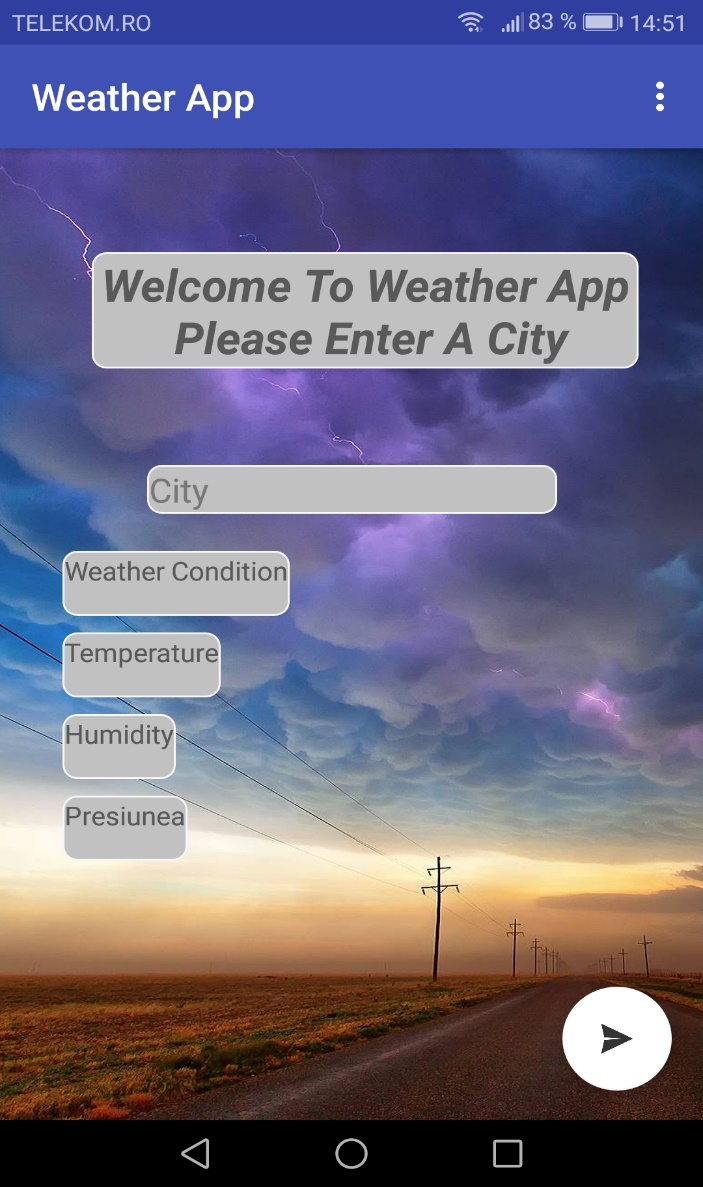 TELEKOM.RO 83 % 14:51
Weather App
Welcome To Weather App
Please Enter A City
City
Weather Condition
Temperature
Humidity
Presiunea